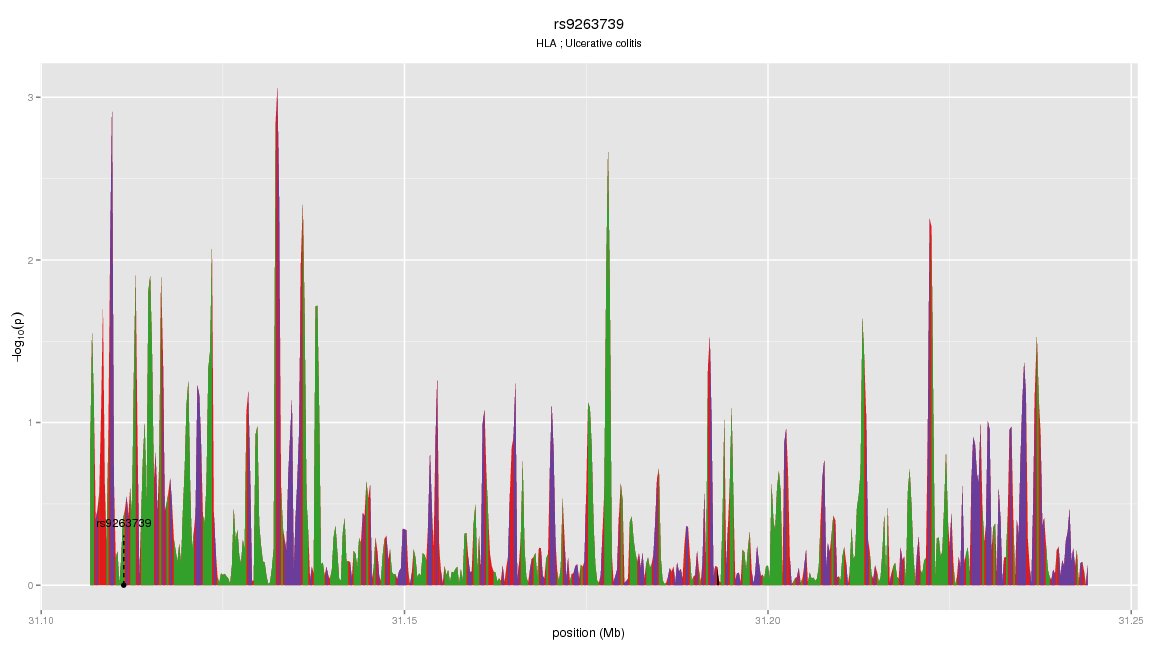 rs9263739
HLA ; Ulcerative colitis
−log10(p)
3
2
1
0
rs9263739
31.10
31.15
31.20
31.25
position (Mb)